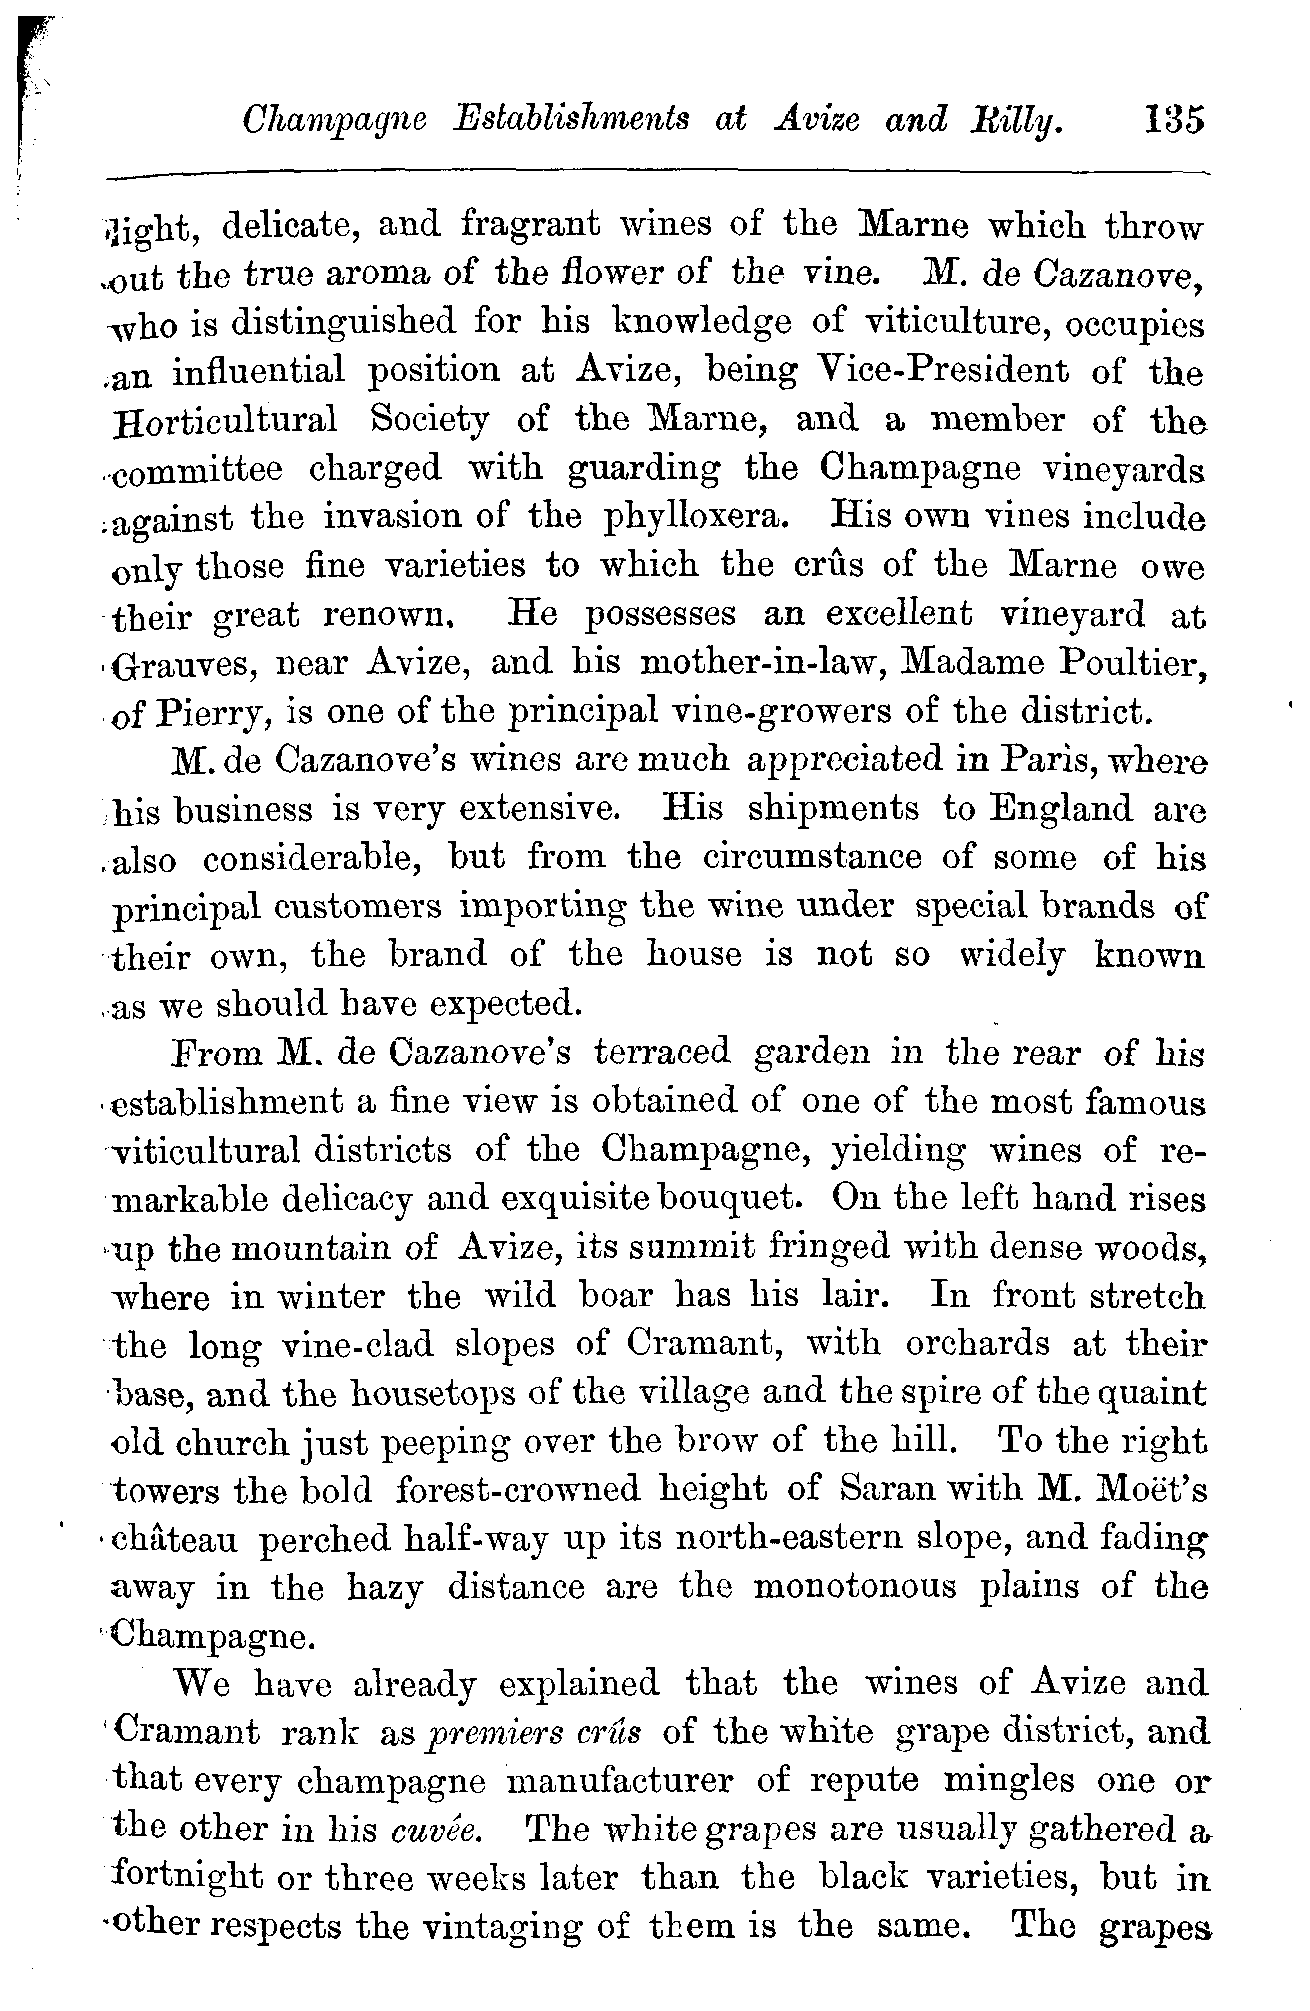 Champagne Establishments at Avize and Rilly. 135
light, delicate, and fragrant wines of the Marne which throw
out the true aroma of the flower of the vine. M. de Cazanove,
who is distinguished for his knowledge of viticulture, occupies
an influential position at Avize, being Vice-President of the
Horticultural Society of the Marne, and a member of the
committee charged with guarding the Champagne vineyards
against the invasion of the phylloxera. His own vines include
only those fine varieties to which the crûs of the Marne owe
their great renown. He possesses an excellent vineyard at
Grauves, near Avize, and his mother-in-law, Madame Poultier,
of Pierry, is one of the principal vine-growers of the district.
M. de Cazanove's wines are much appreciated in Paris, where
his business is very extensive. His shipments to England are
also considerable, but from the circumstance of some of his
principal customers importing the wine under special brands of
their own, the brand of the house is not so widely known
as we should have expected.
From M. de Cazanove's terraced garden in the rear of his
establishment a fine view is obtained of one of the most famous
viticultural districts of the Champagne, yielding wines of re-
markable delicacy and exquisite bouquet. On the left hand rises
up the mountain of Avize, its summit fringed with dense woods,
where in winter the wild boar has his lair. In front stretch
the long vine-clad slopes of Cramant, with orchards at their
base, and the housetops of the village and the spire of the quaint
old church just peeping over the brow of the hill. To the right
towers the bold forest-crowned height of Saran with M. Moët's
château perched half-way up its north-eastern slope, and fading
away in the hazy distance are the monotonous plains of the
Champagne.
We have already explained that the wines of Avize and
Cramant rank as premiers crûs of the white grape district, and
that every champagne manufacturer of repute mingles one or
the other in his cuvée. The white grapes are usually gathered a
fortnight or three weeks later than the black varieties, but in
other respects the vintaging of them is the same. The grapes